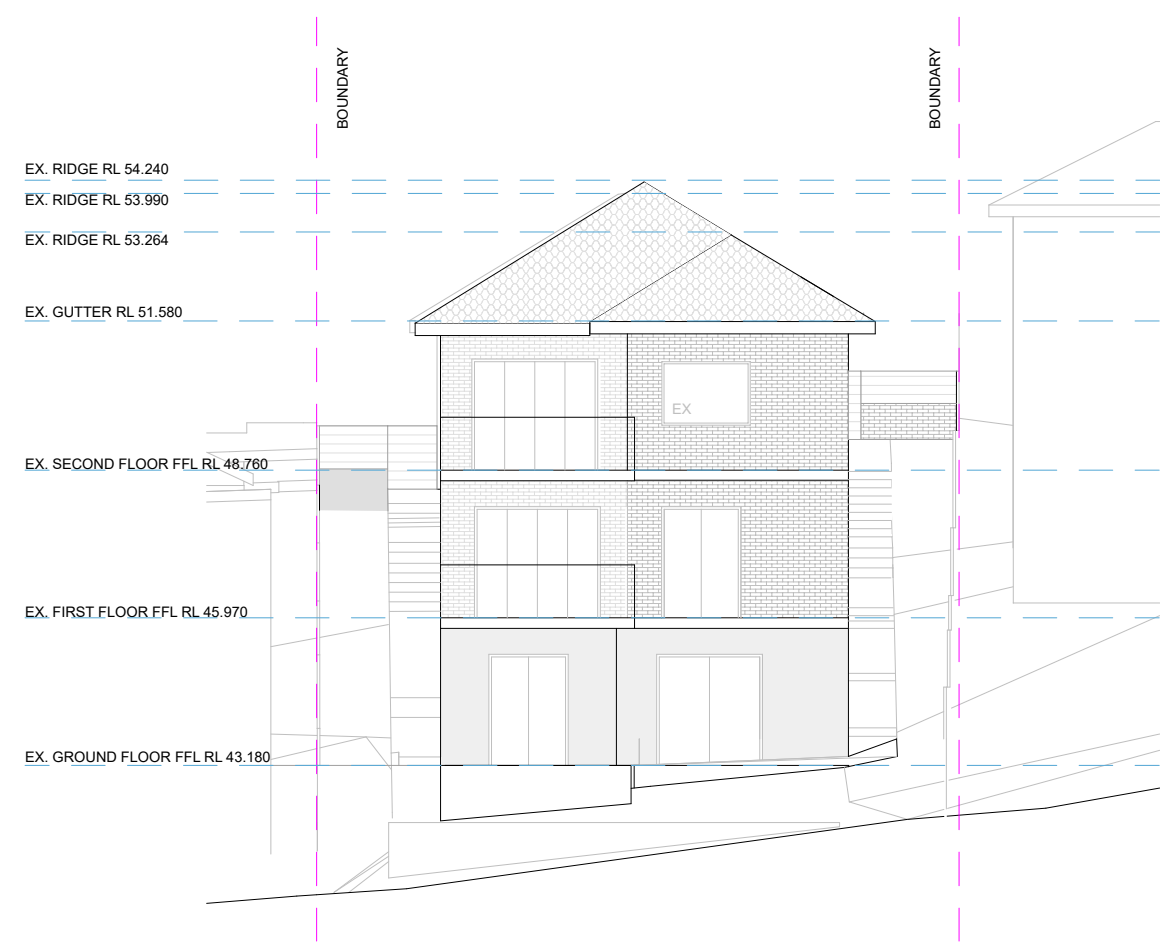 BOUNDARY
BOUNDARY
EX. RIDGE RL 54.240
EX. RIDGE RL 53.990
EX. RIDGE RL 53.264
EX. GUTTER RL 51.580
EX
EX. SECOND FLOOR FFL RL 48.760
EX. FIRST FLOOR FFL RL 45.970
EX. GROUND FLOOR FFL RL 43.180